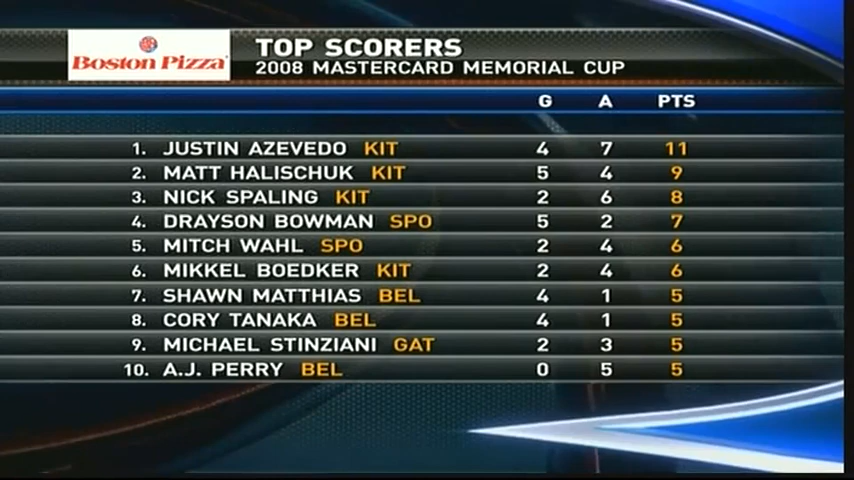 Boston Pizza
TOP SCORERS
2008 MASTERCARD MEMORIAL CUP
G A PTS
1. JUSTIN AZEVEDO KIT 4 7 11
2. MATT HALISCHUK KIT 5 4 9
3. NICK SPALING KIT 2 6 8
4. DRAYSON BOWMAN SPO 5 2 7
5. MITCH WAHL SPO 2 4 6
6. MIKKEL BOEDKER KIT 2 4 6
7. SHAWN MATTHIAS BEL 4 1 5
8. CORY TANAKA BEL 4 1 5
9. MICHAEL STINZIANI GAT 2 3 5
10. A.J. PERRY BEL 0 5 5